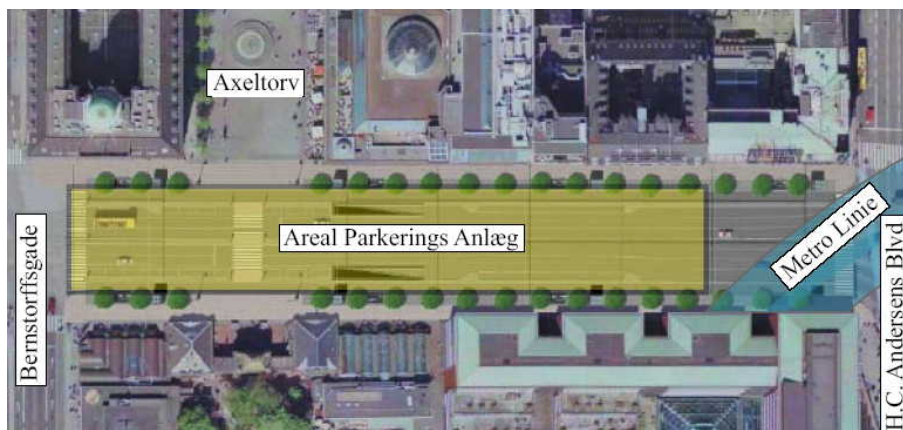 Axeltorv
Areal Parkerings Anlæg
Metro Linie
Bernstorffsgade
H.C. Andersens Blvd